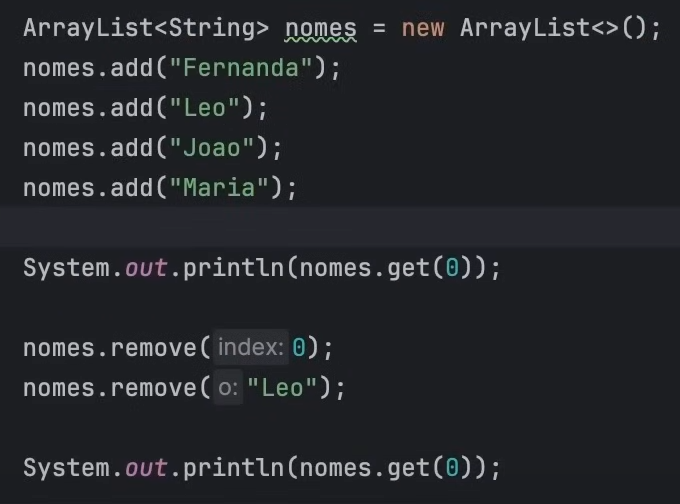 ArrayList<String> nomes = new ArrayList<>();
nomes.add("Fernanda");
nomes.add("Leo");
nomes.add("Joao");
nomes.add("Maria");
System.out.println(nomes.get(0));
nomes.remove( index: 0);
nomes.remove( o: "Leo");
System.out.println(nomes.get(0));